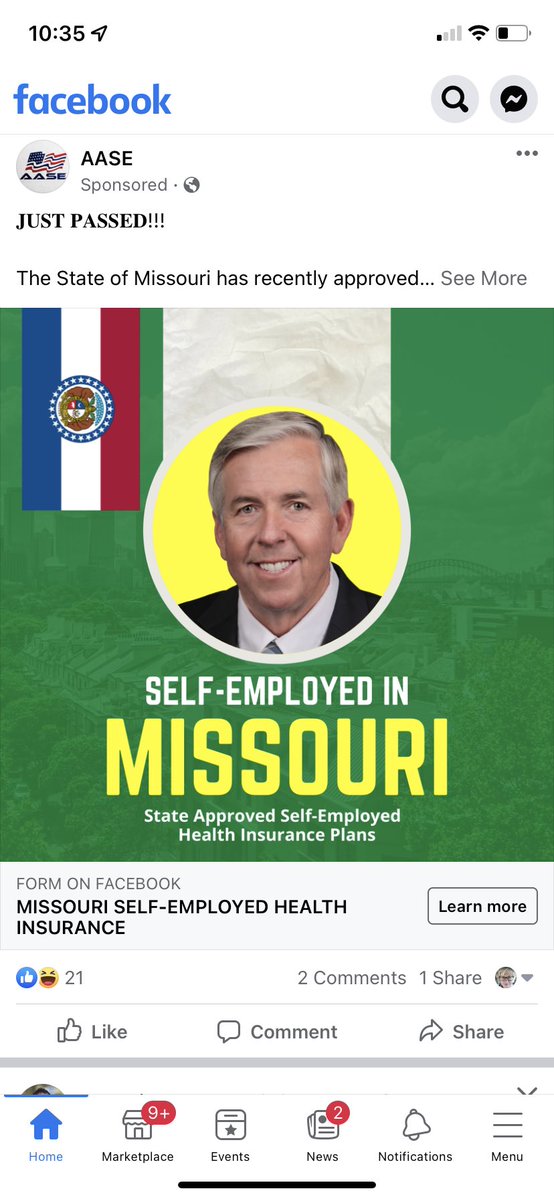 10:35
facebook
AASE
AASE
Sponsored ·
JUST PASSED!!!
The State of Missouri has recently approved... See More
SELF-EMPLOYED IN
MISSOURI
State Approved Self-Employed
Health Insurance Plans
FORM ON FACEBOOK
MISSOURI SELF-EMPLOYED HEALTH
INSURANCE
Learn more
21
2 Comments 1 Share
Like
Comment
Share
9+
2
Home
Marketplace
Events
News
Notifications
Menu